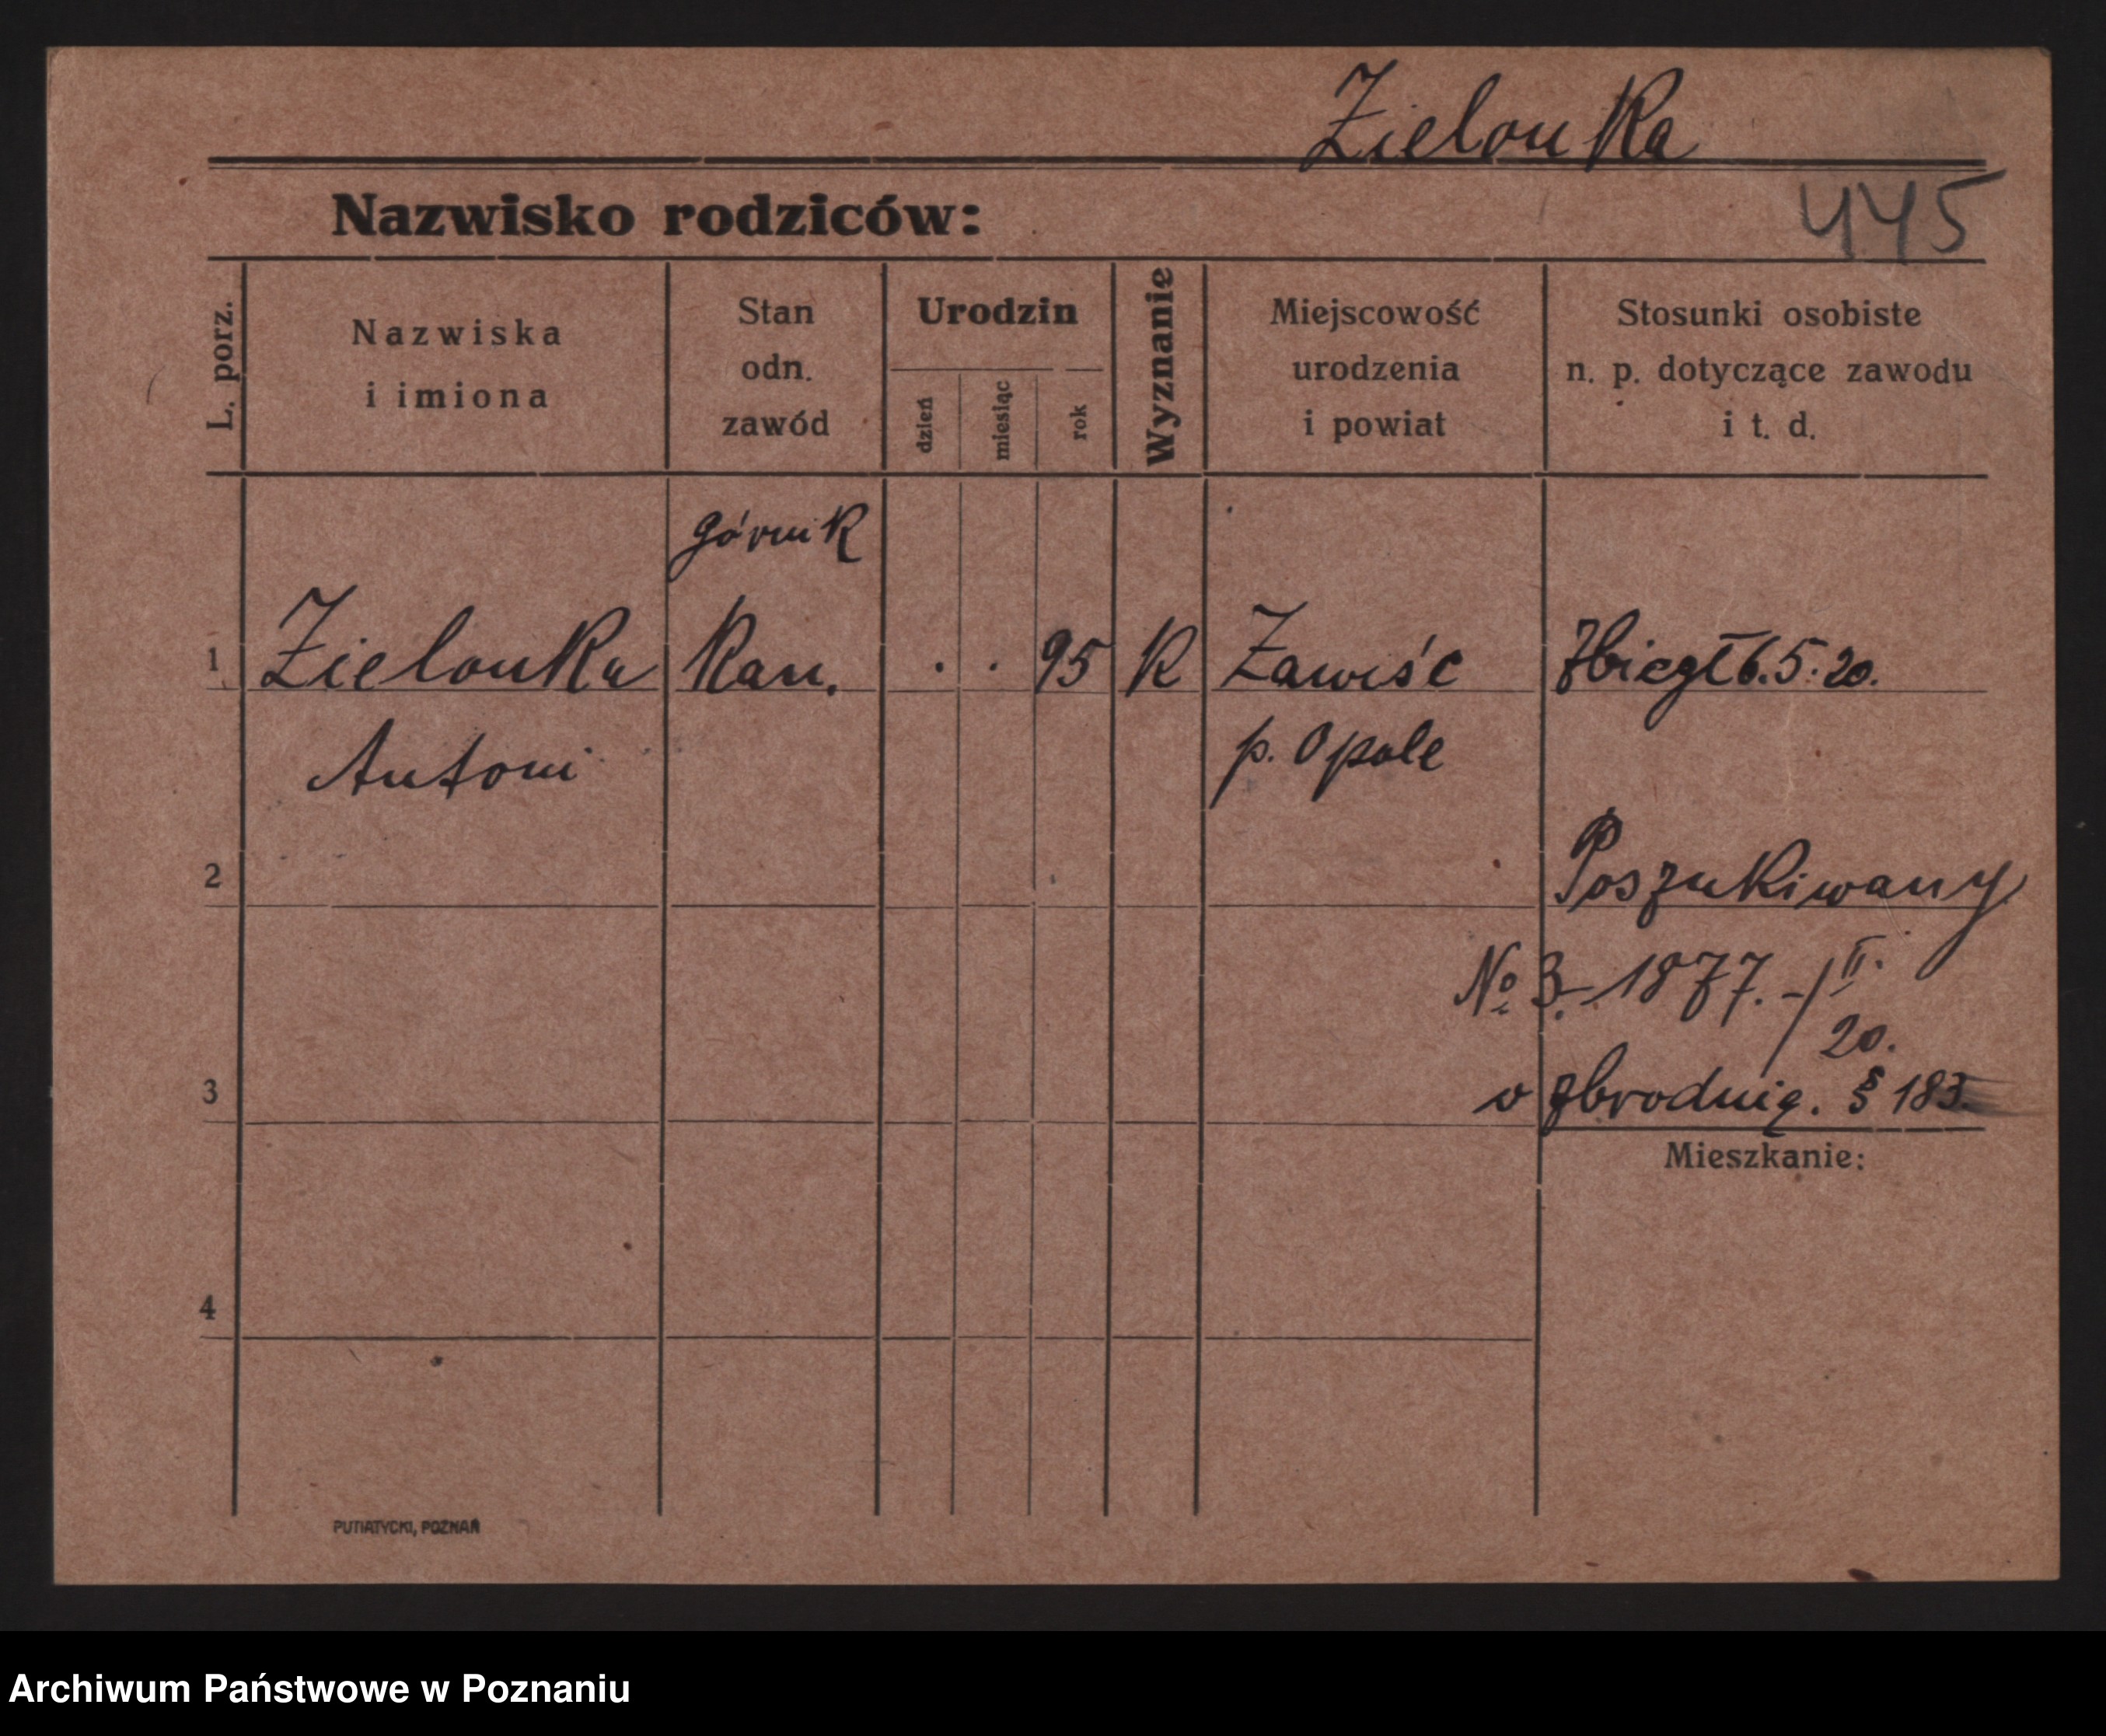 Zielonka
445
Nazwisko rodziców:
L. porz.
Nazwiska
i imiona
Stan
odn.
zawód
Urodzin
dzień
miesiąc
rok
Wyznanie
Miejscowość
urodzenia
i powiat
Stosunki osobiste
n. p. dotyczące zawodu
i t. d.
górnik
1 Zielonka kan. . . 95 k Zawiść Zbiegł 6.5.20.
Antoni p. Opole
2 Poszukiwany
№ 3.-1877.-/II.
20.
3 o zbrodnię. § 183.
Mieszkanie:
4
PUTIATYCKI, POZNAŃ
Archiwum Państwowe w Poznaniu